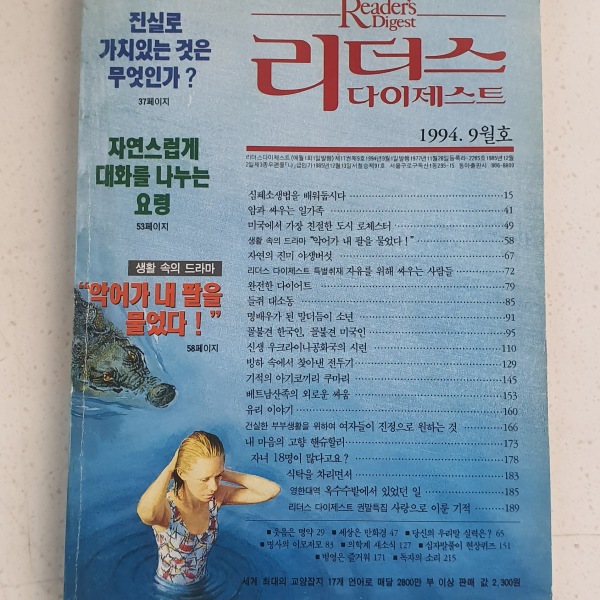 진실로
가치있는 것은
무엇인가?
37페이지
자연스럽게
대화를 나누는
요령
53페이지
생활 속의 드라마
“악어가 내 팔을
물었다!”
58페이지
Reader's
Digest
리더스
다이제스트
1994. 9월호
심폐소생법을 배워둡시다 15
암과 싸우는 일가족 41
미국에서 가장 친절한 도시 로체스터 49
생활 속의 드라마 “악어가 내 팔을 물었다!” 58
자연의 진미 야생버섯 67
리더스 다이제스트 특별취재 자유를 위해 싸우는 사람들 72
완전한 다이어트 79
들쥐 대소동 85
명배우가 된 말더듬이 소년 91
꼴불견 한국인, 꼴불견 미국인 95
신생 우크라이나공화국의 시련 110
빙하 속에서 찾아낸 전투기 129
기적의 아기코끼리 쿠마리 145
베트남산족의 외로운 싸움 153
유리 이야기 160
건실한 부부생활을 위하여 여자들이 진정으로 원하는 것 166
내 마음의 고향 핸슈힐리 173
자녀 18명이 많다고요? 178
식탁을 차리면서 183
영한대역 옥수수밭에서 있었던 일 185
리더스 다이제스트 권말특집 사랑으로 이룬 기적 189
■웃음은 명약 29 ■세상은 만화경 47 ■당신의 우리말 실력은? 65
■명사의 이모저모 83 ■의학계 새소식 127 ■십자말풀이 현상퀴즈 151
■병영은 즐거워 171 ■독자의 소리 215
세계 최대의 교양잡지 17개 언어로 매달 2800만 부 이상 판매 값 2,300원